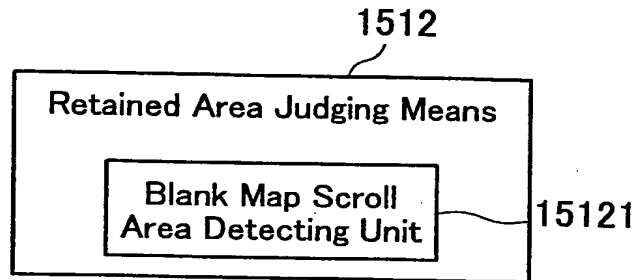 1512
Retained Area Judging Means
Blank Map Scroll
Area Detecting Unit
15121